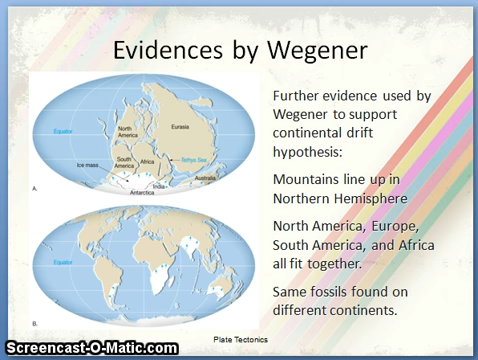 Evidences by Wegener
Equator
North
America
Eurasia
Tethys Sea
South
America
Africa
Ice mass
India
Australia
Antarctica
A.
Equator
B.
Further evidence used by
Wegener to support
continental drift
hypothesis:
Mountains line up in
Northern Hemisphere
North America, Europe,
South America, and Africa
all fit together.
Same fossils found on
different continents.
Plate Tectonics
Screencast-O-Matic.com